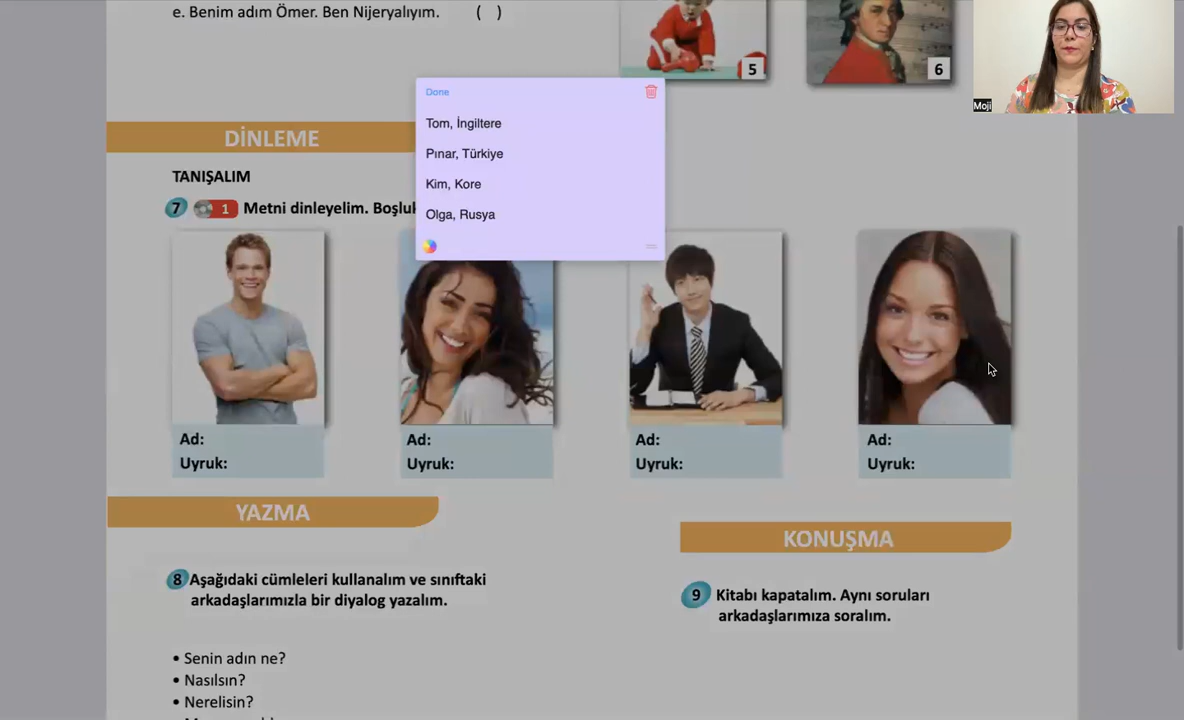 e. Benim adım Ömer. Ben Nijeryalıyım. ( )
5
6
Moji
Done
Tom, İngiltere
Pınar, Türkiye
Kim, Kore
Olga, Rusya
DİNLEME
TANIŞALIM
7 1 Metni dinleyelim. Boşluk
Ad:
Uyruk:
Ad:
Uyruk:
Ad:
Uyruk:
Ad:
Uyruk:
YAZMA
8 Aşağıdaki cümleleri kullanalım ve sınıftaki
arkadaşlarımızla bir diyalog yazalım.
• Senin adın ne?
• Nasılsın?
• Nerelisin?
KONUŞMA
9 Kitabı kapatalım. Aynı soruları
arkadaşlarımıza soralım.